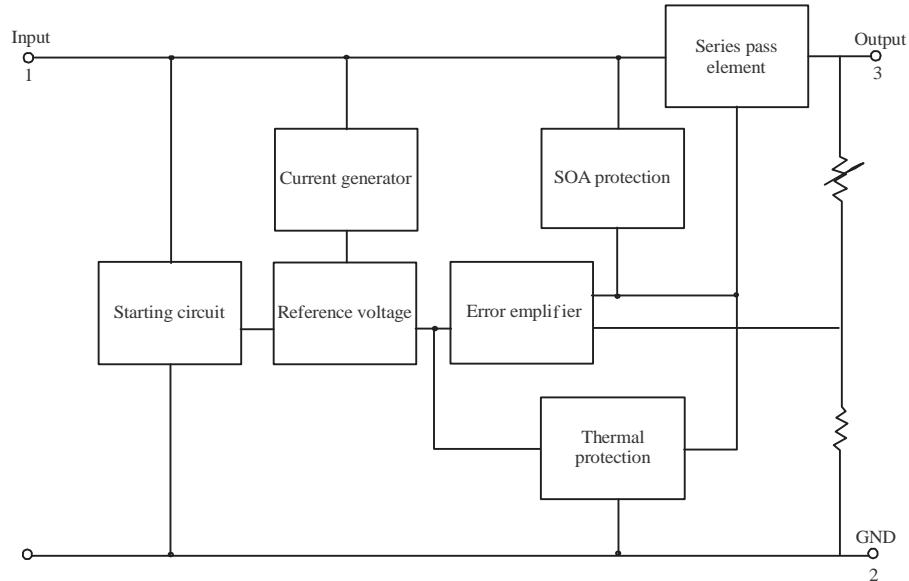 Input
1
Series pass
element
Output
3
Current generator
SOA protection
Starting circuit
Reference voltage
Error emplifier
Thermal
protection
GND
2